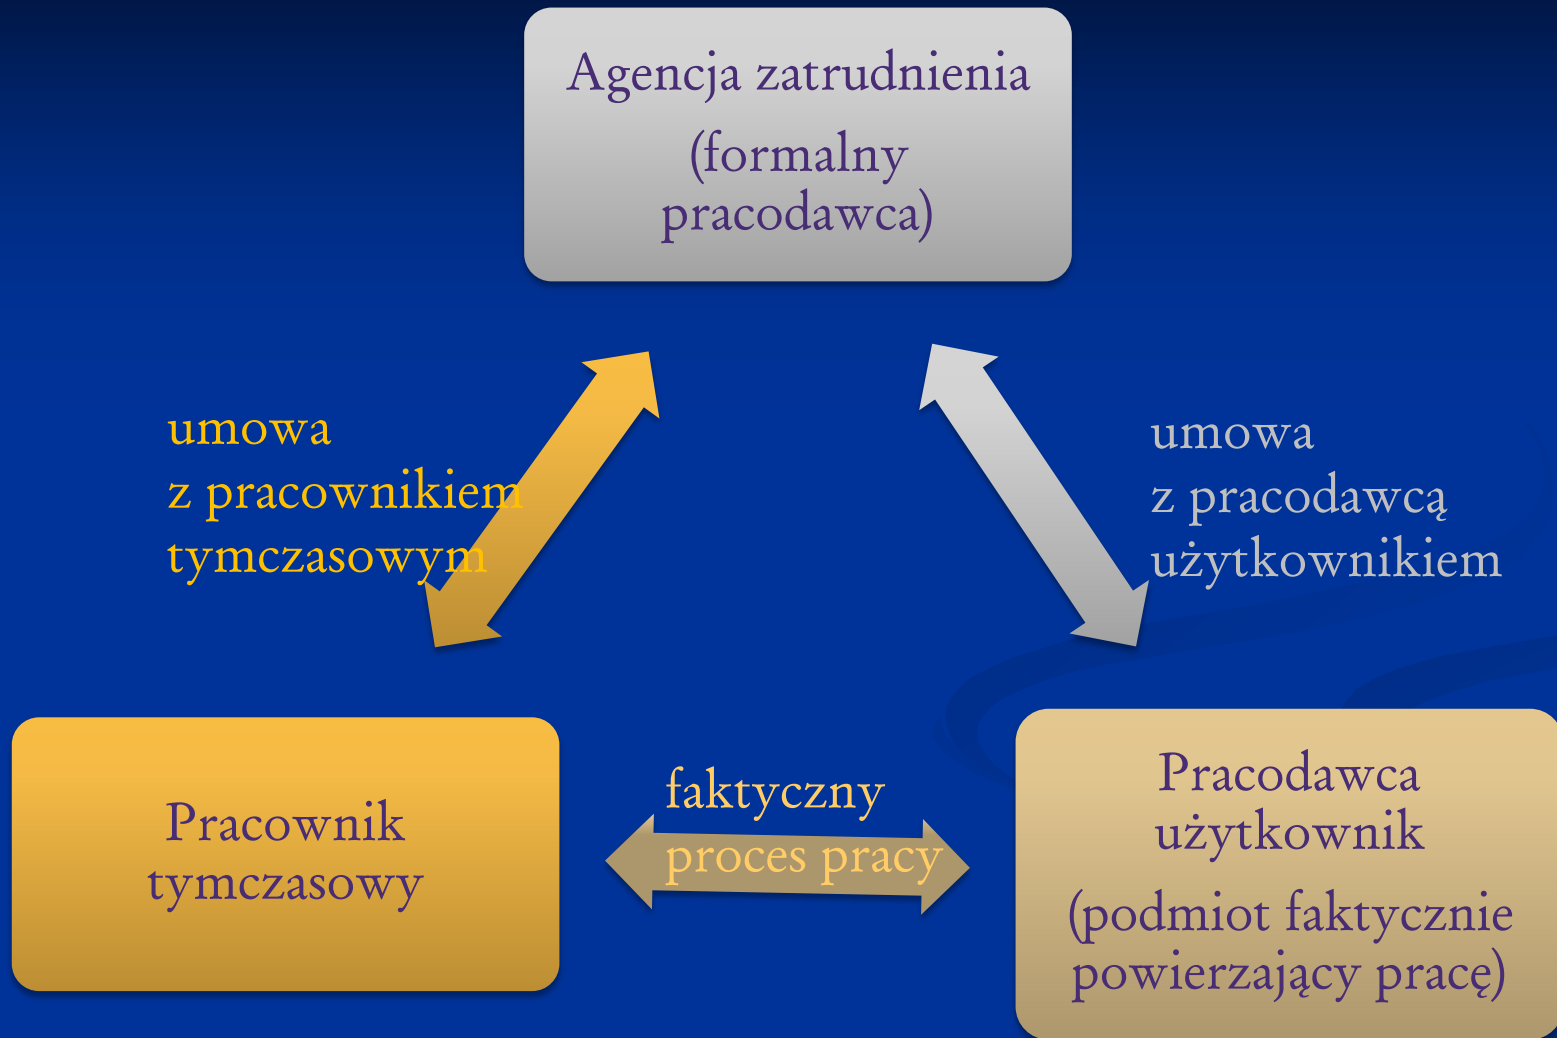 Agencja zatrudnienia
(formalny
pracodawca)
umowa
z pracownikiem
tymczasowym
umowa
z pracodawcą
użytkownikiem
Pracownik
tymczasowy
faktyczny
proces pracy
Pracodawca
użytkownik
(podmiot faktycznie
powierzający pracę)